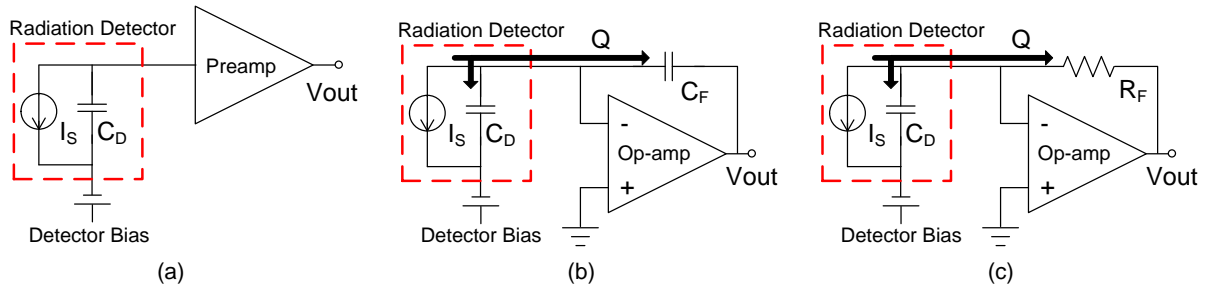 Radiation Detector
I_S
C_D
Preamp
Vout
Detector Bias
(a)
Radiation Detector
Q
I_S
C_D
C_F
-
Op-amp
+
Vout
Detector Bias
(b)
Radiation Detector
Q
I_S
C_D
R_F
-
Op-amp
+
Vout
Detector Bias
(c)